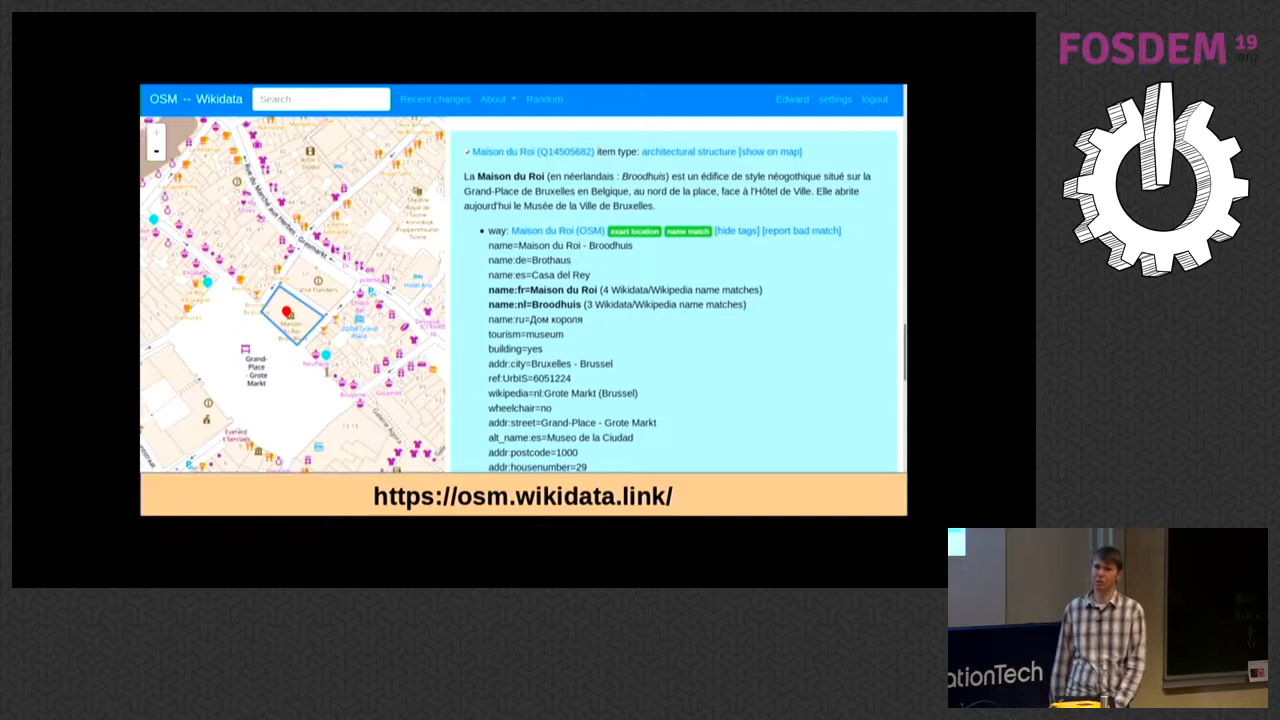 FOSDEM 19
.org
OSM ↔ Wikidata Search Recent changes About Random Edward settings logout
Maison du Roi (Q14505682) item type: architectural structure [show on map]
La Maison du Roi (en néerlandais : Broodhuis) est un édifice de style néogothique situé sur la
Grand-Place de Bruxelles en Belgique, au nord de la place, face à l'Hôtel de Ville. Elle abrite
aujourd'hui le Musée de la Ville de Bruxelles.
way: Maison du Roi (OSM) exact location name match [hide tags] [report bad match]
name=Maison du Roi - Broodhuis
name:de=Brothaus
name:es=Casa del Rey
name:fr=Maison du Roi (4 Wikidata/Wikipedia name matches)
name:nl=Broodhuis (3 Wikidata/Wikipedia name matches)
name:ru=Дом короля
tourism=museum
building=yes
addr:city=Bruxelles - Brussel
ref:UrbIS=6051224
wikipedia=nl:Grote Markt (Brussel)
wheelchair=no
addr:street=Grand-Place - Grote Markt
alt_name:es=Museo de la Ciudad
addr:postcode=1000
addr:housenumber=29
Rue du Marché aux Herbes - Grasmarkt
Grand-
Place
- Grote
Markt
https://osm.wikidata.link/
ationTech